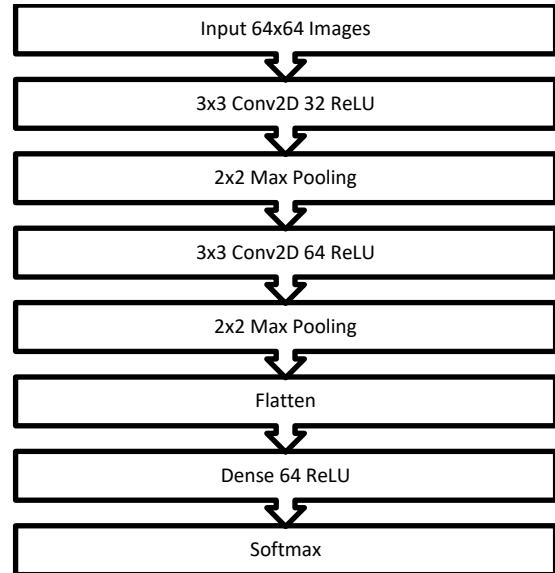 Input 64x64 Images
3x3 Conv2D 32 ReLU
2x2 Max Pooling
3x3 Conv2D 64 ReLU
2x2 Max Pooling
Flatten
Dense 64 ReLU
Softmax